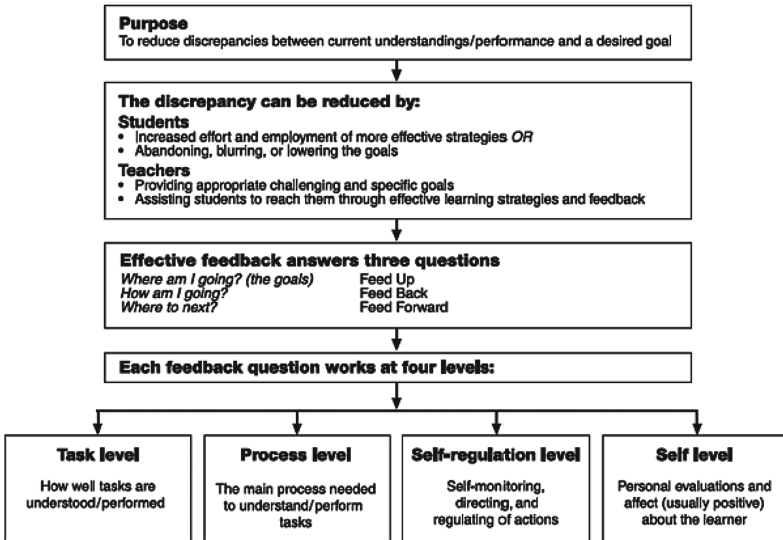 Purpose
To reduce discrepancies between current understandings/performance and a desired goal
The discrepancy can be reduced by:
Students
• Increased effort and employment of more effective strategies OR
• Abandoning, blurring, or lowering the goals
Teachers
• Providing appropriate challenging and specific goals
• Assisting students to reach them through effective learning strategies and feedback
Effective feedback answers three questions
Where am I going? (the goals) Feed Up
How am I going? Feed Back
Where to next? Feed Forward
Each feedback question works at four levels:
Task level
How well tasks are
understood/performed
Process level
The main process needed
to understand/perform
tasks
Self-regulation level
Self-monitoring,
directing, and
regulating of actions
Self level
Personal evaluations and
affect (usually positive)
about the learner